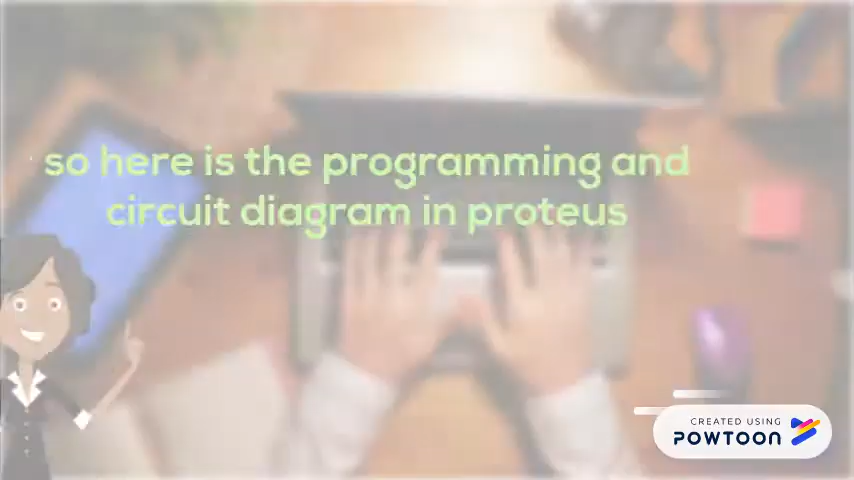 so here is the programming and
circuit diagram in proteus
CREATED USING
POWTOON